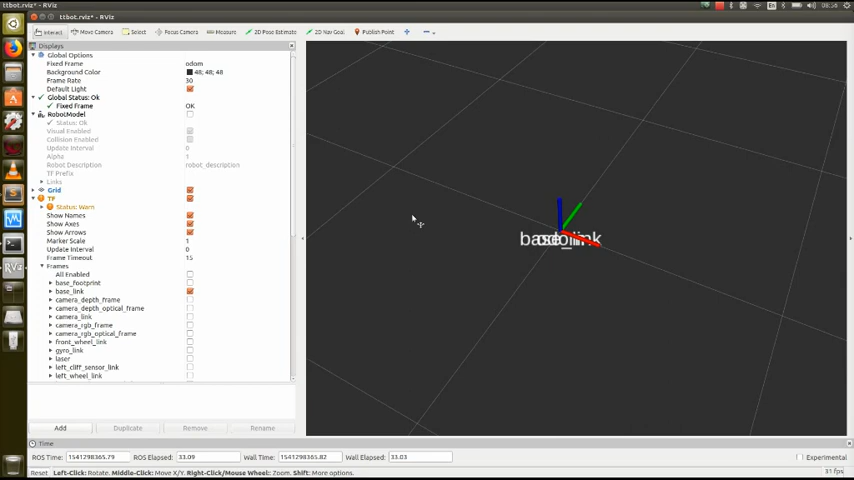 ttbot.rviz* - RViz
ttbot.rviz* - RViz
Interact Move Camera Select Focus Camera Measure 2D Pose Estimate 2D Nav Goal Publish Point
Displays
Global Options
Fixed Frame odom
Background Color 48; 48; 48
Frame Rate 30
Default Light
Global Status: Ok
Fixed Frame OK
RobotModel
Status: Ok
Visual Enabled
Collision Enabled
Update Interval 0
Alpha 1
Robot Description robot_description
TF Prefix
Links
Grid
TF
Status: Warn
Show Names
Show Axes
Show Arrows
Marker Scale 1
Update Interval 0
Frame Timeout 15
Frames
All Enabled
base_footprint
base_link
camera_depth_frame
camera_depth_optical_frame
camera_link
camera_rgb_frame
camera_rgb_optical_frame
front_wheel_link
gyro_link
laser
left_cliff_sensor_link
left_wheel_link
Add Duplicate Remove Rename
Time
ROS Time: 1541298365.79 ROS Elapsed: 33.09 Wall Time: 1541298365.82 Wall Elapsed: 33.03 Experimental
Reset Left-Click: Rotate. Middle-Click: Move X/Y. Right-Click/Mouse Wheel: Zoom. Shift: More options. 31 fps